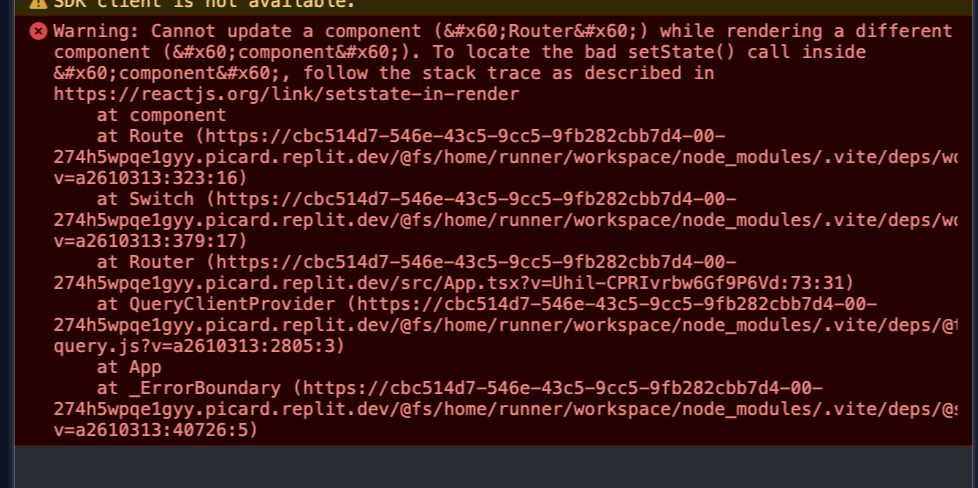 SDK client is not available.
Warning: Cannot update a component (&#x60;Router&#x60;) while rendering a different
component (&#x60;component&#x60;). To locate the bad setState() call inside
&#x60;component&#x60;, follow the stack trace as described in
https://reactjs.org/link/setstate-in-render
at component
at Route (https://cbc514d7-546e-43c5-9cc5-9fb282cbb7d4-00-
274h5wpqe1gyy.picard.replit.dev/@fs/home/runner/workspace/node_modules/.vite/deps/wo
v=a2610313:323:16)
at Switch (https://cbc514d7-546e-43c5-9cc5-9fb282cbb7d4-00-
274h5wpqe1gyy.picard.replit.dev/@fs/home/runner/workspace/node_modules/.vite/deps/wo
v=a2610313:379:17)
at Router (https://cbc514d7-546e-43c5-9cc5-9fb282cbb7d4-00-
274h5wpqe1gyy.picard.replit.dev/src/App.tsx?v=Uhil-CPRIvrbw6Gf9P6Vd:73:31)
at QueryClientProvider (https://cbc514d7-546e-43c5-9cc5-9fb282cbb7d4-00-
274h5wpqe1gyy.picard.replit.dev/@fs/home/runner/workspace/node_modules/.vite/deps/@t
query.js?v=a2610313:2805:3)
at App
at _ErrorBoundary (https://cbc514d7-546e-43c5-9cc5-9fb282cbb7d4-00-
274h5wpqe1gyy.picard.replit.dev/@fs/home/runner/workspace/node_modules/.vite/deps/@s
v=a2610313:40726:5)